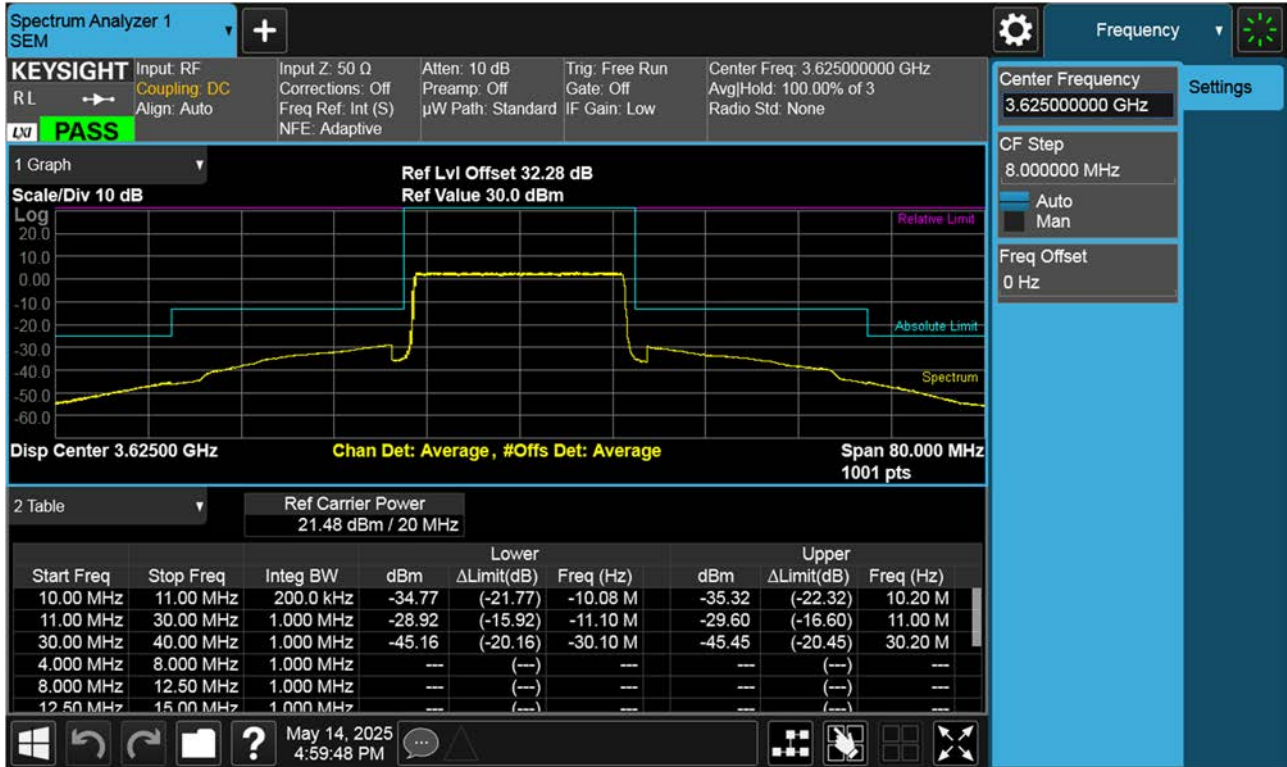 Spectrum Analyzer 1
SEM
Frequency
KEYSIGHT
RL
LXI
PASS
Input: RF
Coupling: DC
Align: Auto
Input Z: 50 Ω
Corrections: Off
Freq Ref: Int (S)
NFE: Adaptive
Atten: 10 dB
Preamp: Off
µW Path: Standard
Trig: Free Run
Gate: Off
IF Gain: Low
Center Freq: 3.625000000 GHz
Avg|Hold: 100.00% of 3
Radio Std: None
Center Frequency
3.625000000 GHz
Settings
CF Step
8.000000 MHz
Auto
Man
Freq Offset
0 Hz
1 Graph
Scale/Div 10 dB
Ref Lvl Offset 32.28 dB
Ref Value 30.0 dBm
Log
20.0
10.0
0.00
-10.0
-20.0
-30.0
-40.0
-50.0
-60.0
Relative Limit
Absolute Limit
Spectrum
Disp Center 3.62500 GHz
Chan Det: Average, #Offs Det: Average
Span 80.000 MHz
1001 pts
2 Table
Ref Carrier Power
21.48 dBm / 20 MHz
Lower Upper
Start Freq Stop Freq Integ BW dBm ΔLimit(dB) Freq (Hz) dBm ΔLimit(dB) Freq (Hz)
10.00 MHz 11.00 MHz 200.0 kHz -34.77 (-21.77) -10.08 M -35.32 (-22.32) 10.20 M
11.00 MHz 30.00 MHz 1.000 MHz -28.92 (-15.92) -11.10 M -29.60 (-16.60) 11.00 M
30.00 MHz 40.00 MHz 1.000 MHz -45.16 (-20.16) -30.10 M -45.45 (-20.45) 30.20 M
4.000 MHz 8.000 MHz 1.000 MHz --- (---) --- --- (---) ---
8.000 MHz 12.50 MHz 1.000 MHz --- (---) --- --- (---) ---
12.50 MHz 15.00 MHz 1.000 MHz --- (---) --- --- (---) ---
?
May 14, 2025
4:59:48 PM